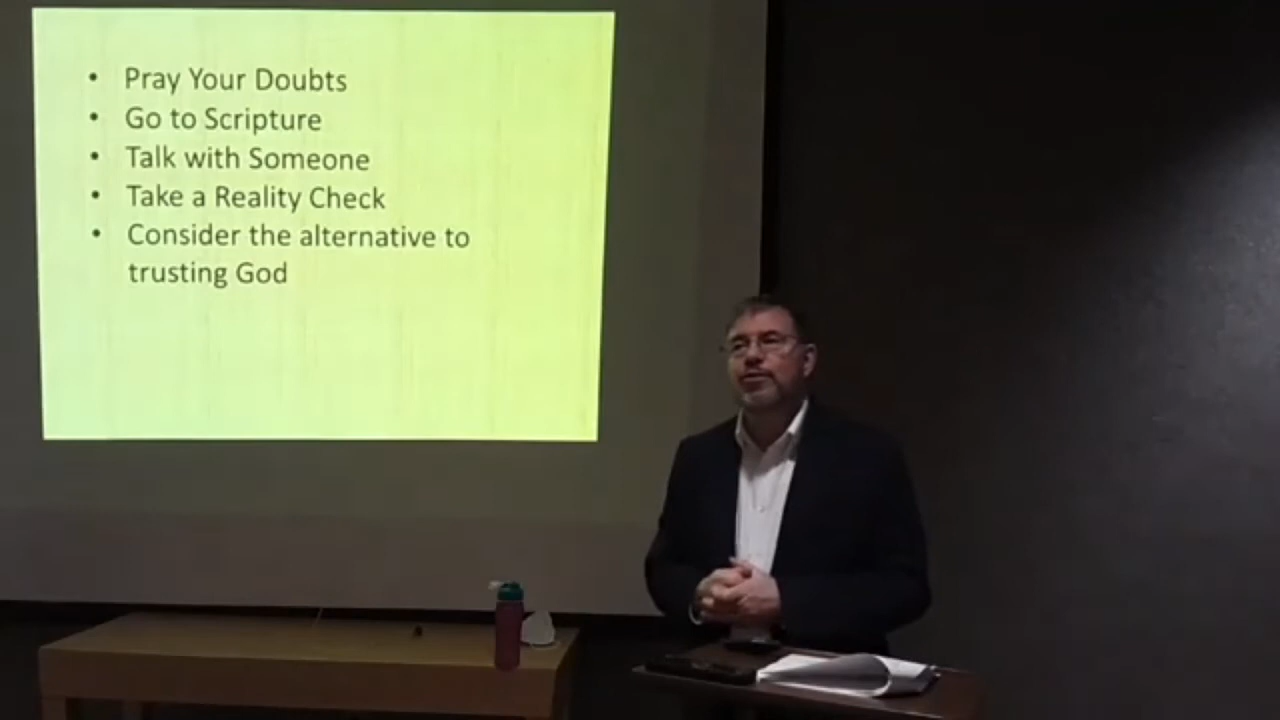 • Pray Your Doubts
• Go to Scripture
• Talk with Someone
• Take a Reality Check
• Consider the alternative to
trusting God